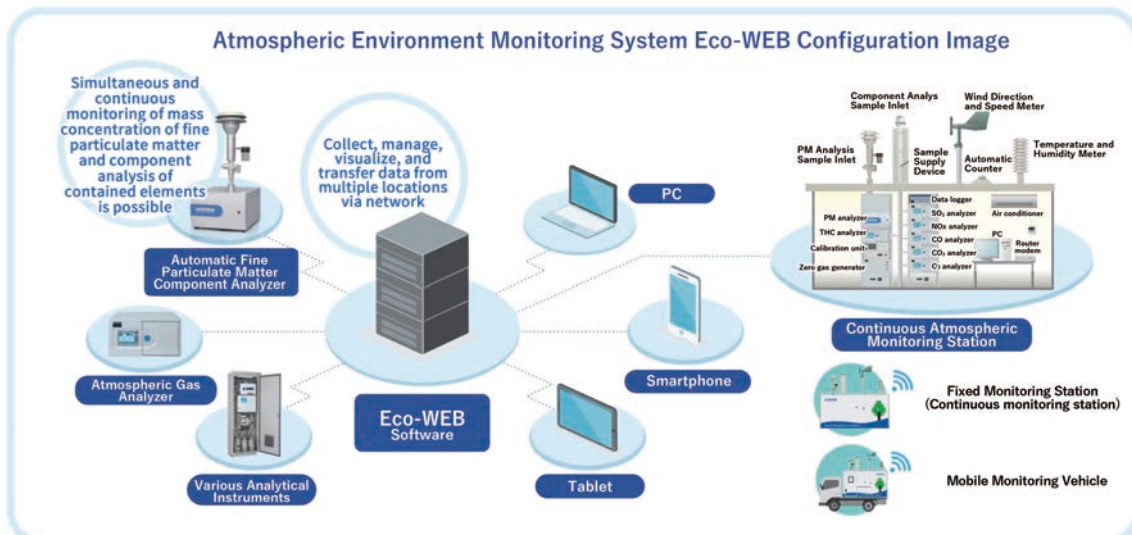 Atmospheric Environment Monitoring System Eco-WEB Configuration Image
Simultaneous and
continuous
monitoring of mass
concentration of fine
particulate matter
and component
analysis of
contained elements
is possible
Automatic Fine
Particulate Matter
Component Analyzer
Atmospheric Gas
Analyzer
Various Analytical
Instruments
Collect, manage,
visualize, and
transfer data from
multiple locations
via network
Eco-WEB
Software
PC
Smartphone
Tablet
Component Analys
Sample Inlet
Wind Direction
and Speed Meter
PM Analysis
Sample Inlet
Sample
Supply
Device
Automatic
Counter
Temperature and
Humidity Meter
Data logger
SO₂ analyzer
NOx analyzer
CO analyzer
CO₂ analyzer
PM analyzer
THC analyzer
Calibration unit
Zero gas generator
Air conditioner
PC
Router
modem
Continuous Atmospheric
Monitoring Station
Fixed Monitoring Station
(Continuous monitoring station)
Mobile Monitoring Vehicle